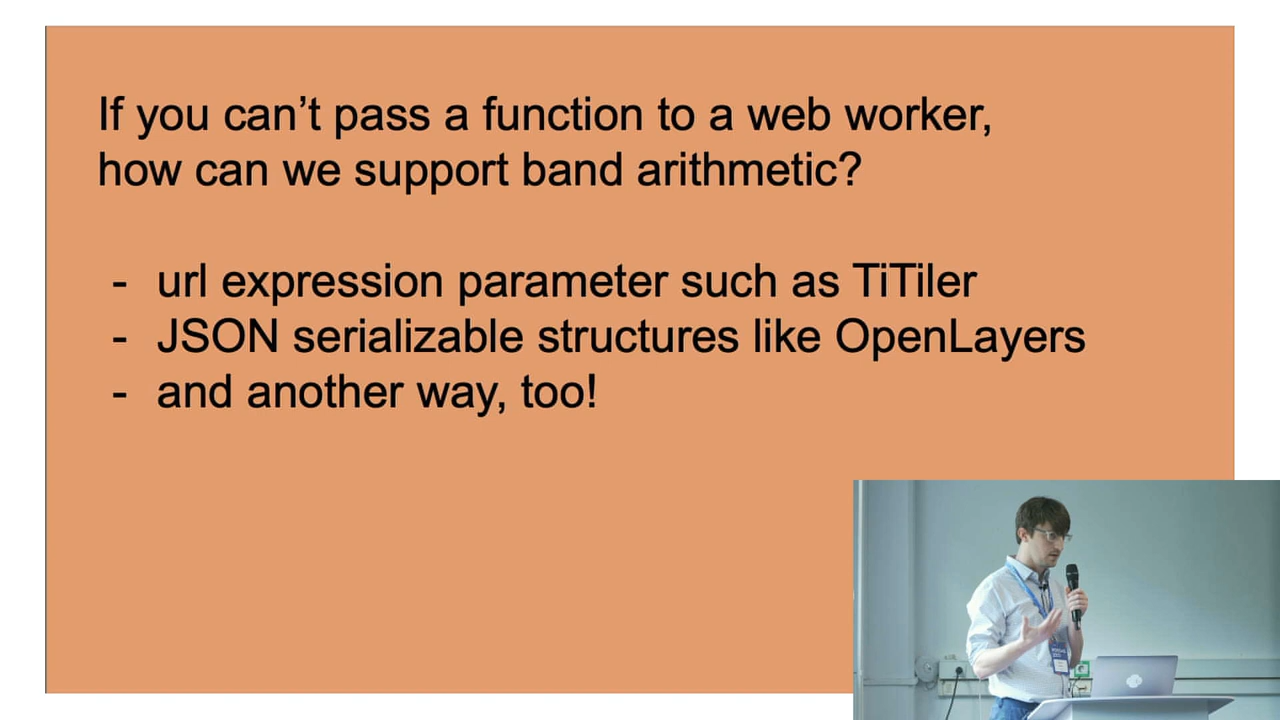 If you can’t pass a function to a web worker,
how can we support band arithmetic?
- url expression parameter such as TiTiler
- JSON serializable structures like OpenLayers
- and another way, too!